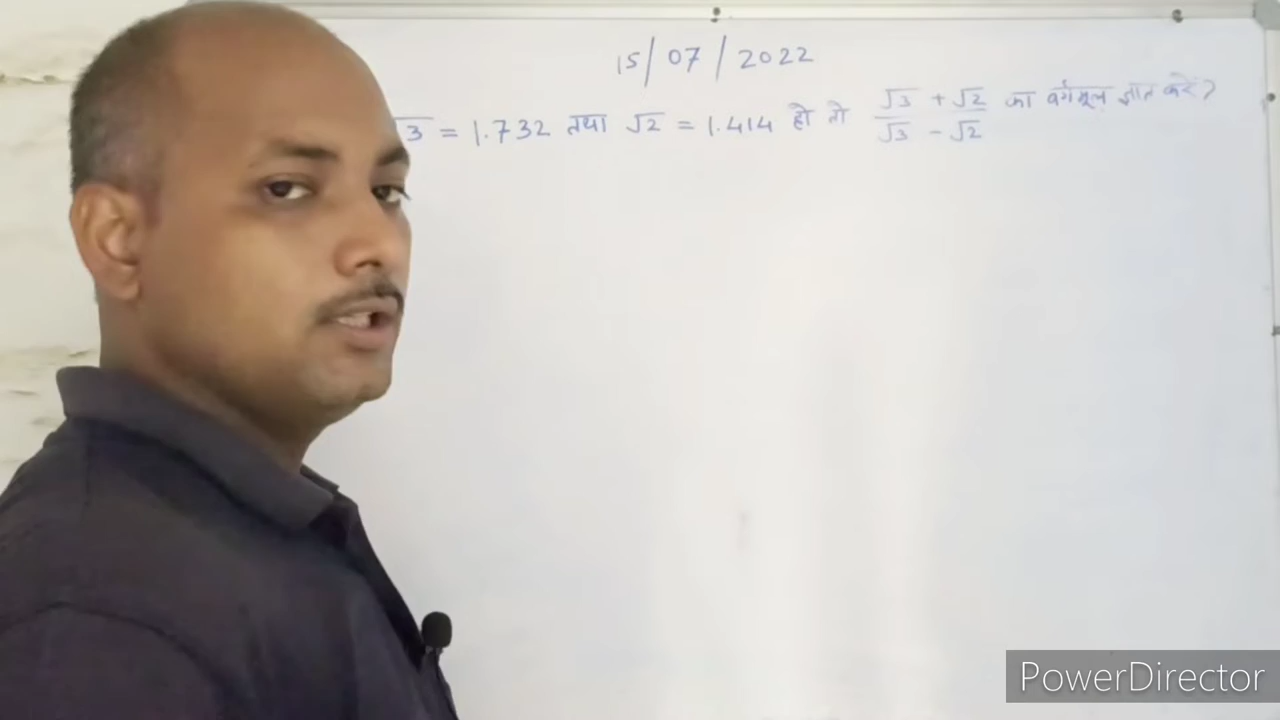 15/07/2022
√3 = 1.732 तथा √2 = 1.414 हो तो (√3 + √2)/(√3 - √2) का वर्गमूल ज्ञात करें?
PowerDirector